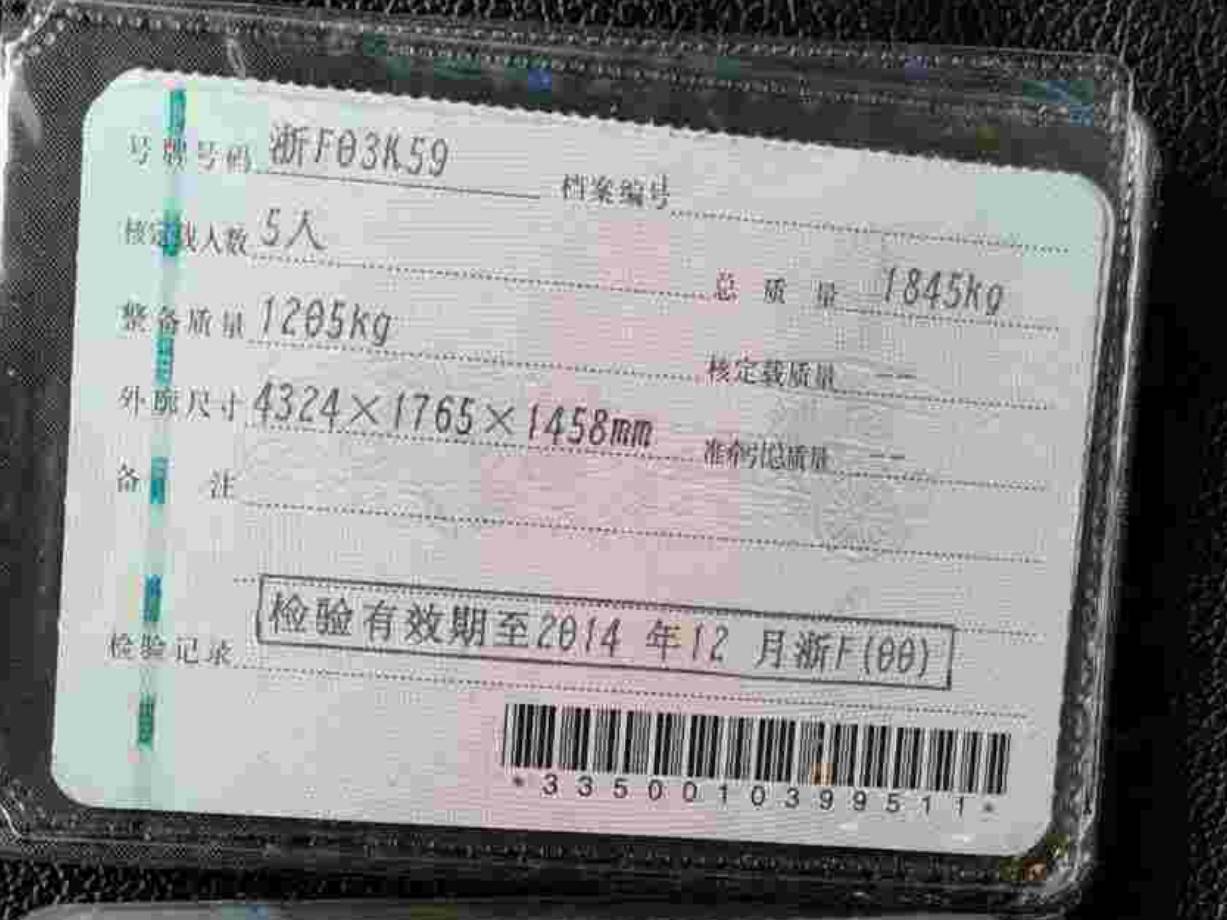 号牌号码 浙F03K59 档案编号
核定载人数 5人 总质量 1845kg
整备质量 1205kg 核定载质量 --
外廓尺寸 4324×1765×1458mm 准牵引总质量 --
备注
检验记录 检验有效期至2014年12月浙F(00)
*3350010399511*